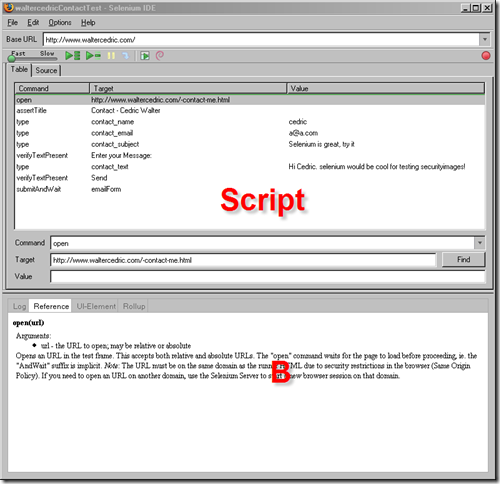 waltercedricContactTest - Selenium IDE
File Edit Options Help
Base URL http://www.waltercedric.com/
Fast Slow
Table Source
Command Target Value
open http://www.waltercedric.com/-contact-me.html
assertTitle Contact - Cedric Walter
type contact_name cedric
type contact_email a@a.com
type contact_subject Selenium is great, try it
verifyTextPresent Enter your Message:
type contact_text Hi Cedric. selenium would be cool for testing securityimages!
verifyTextPresent Send
submitAndWait emailForm
Script
Command open
Target http://www.waltercedric.com/-contact-me.html Find
Value
Log Reference UI-Element Rollup
open(url)
Arguments:
• url - the URL to open; may be relative or absolute
Opens an URL in the test frame. This accepts both relative and absolute URLs. The "open" command waits for the page to load before proceeding, ie. the
"AndWait" suffix is implicit. Note: The URL must be on the same domain as the HTML due to security restrictions in the browser (Same Origin
Policy). If you need to open an URL on another domain, use the Selenium Server to new browser session on that domain.
B